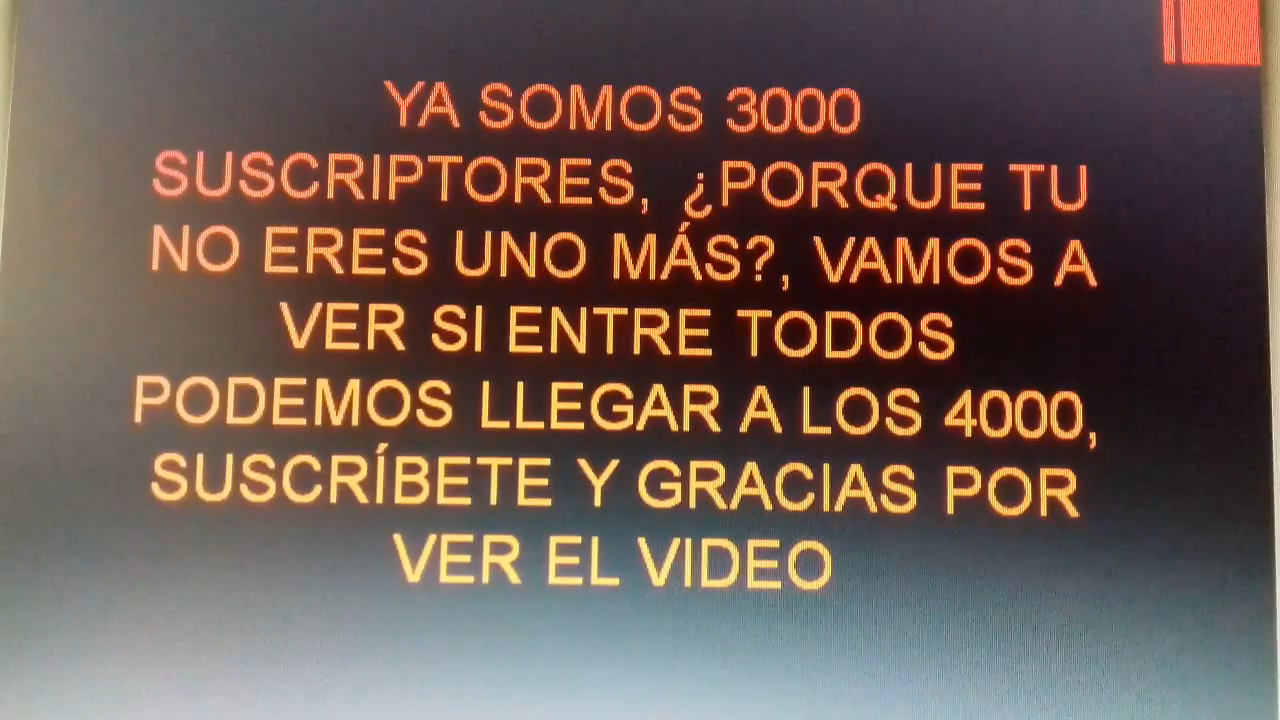 YA SOMOS 3000
SUSCRIPTORES, ¿PORQUE TU
NO ERES UNO MÁS?, VAMOS A
VER SI ENTRE TODOS
PODEMOS LLEGAR A LOS 4000,
SUSCRÍBETE Y GRACIAS POR
VER EL VIDEO